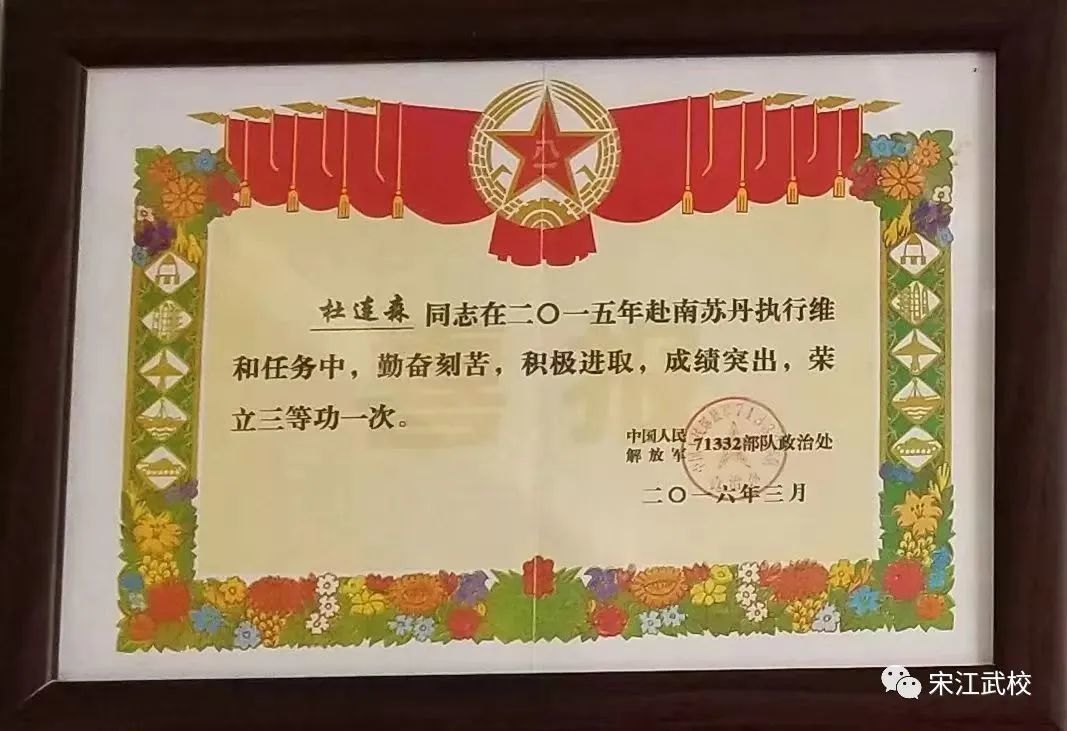 八一
杜连森 同志在二〇一五年赴南苏丹执行维
和任务中，勤奋刻苦，积极进取，成绩突出，荣
立三等功一次。
中国人民解放军 71332部队政治处
二〇一六年三月
宋江武校